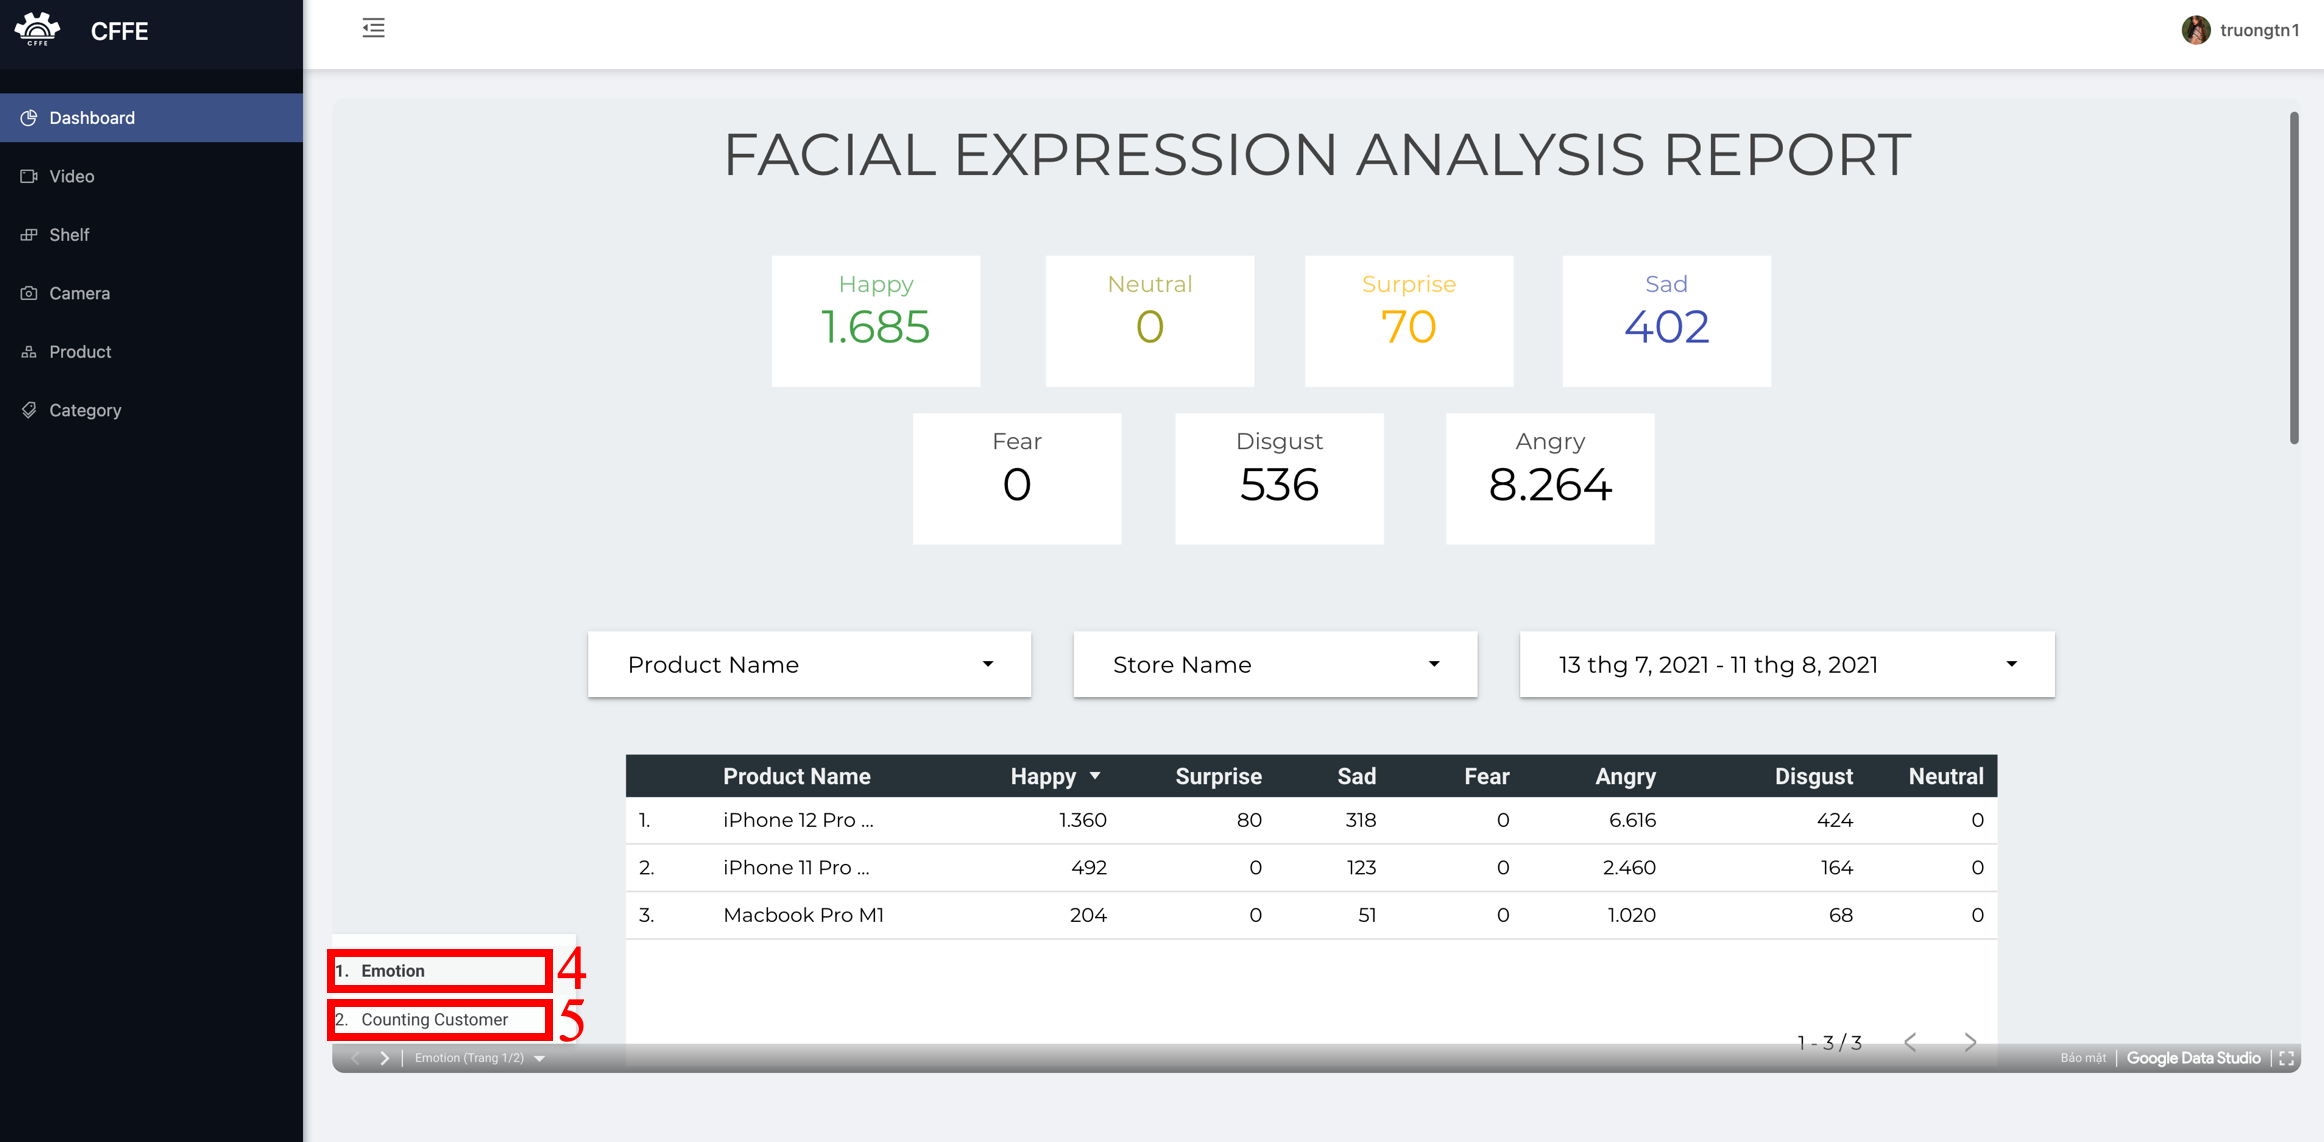 CFFE
CFFE
truongtn1
Dashboard
Video
Shelf
Camera
Product
Category
FACIAL EXPRESSION ANALYSIS REPORT
Happy
1.685
Neutral
0
Surprise
70
Sad
402
Fear
0
Disgust
536
Angry
8.264
Product Name
Store Name
13 thg 7, 2021 - 11 thg 8, 2021
Product Name Happy Surprise Sad Fear Angry Disgust Neutral
1. iPhone 12 Pro ... 1.360 80 318 0 6.616 424 0
2. iPhone 11 Pro ... 492 0 123 0 2.460 164 0
3. Macbook Pro M1 204 0 51 0 1.020 68 0
1. Emotion 4
2. Counting Customer 5
1 - 3 / 3
Emotion (Trang 1/2)
Bảo mật
Google Data Studio